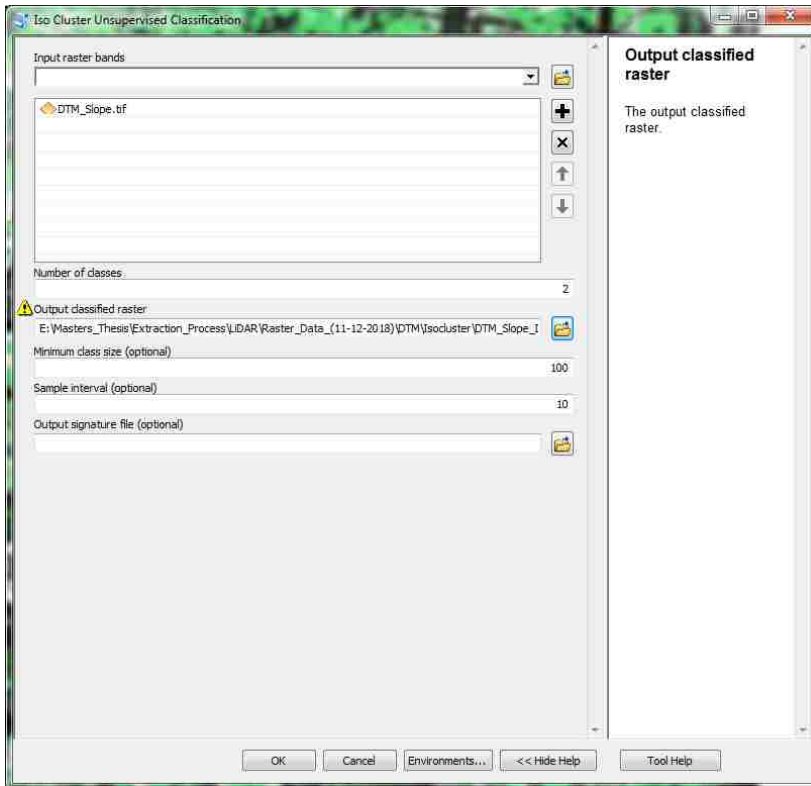 Iso Cluster Unsupervised Classification
Input raster bands
DTM_Slope.tif
Number of classes
2
Output classified raster
E:\Masters_Thesis\Extraction_Process\LiDAR\Raster_Data_(11-12-2018)\DTM\Isocluster\DTM_Slope_I
Minimum class size (optional)
100
Sample interval (optional)
10
Output signature file (optional)
OK
Cancel
Environments...
<< Hide Help
Tool Help
Output classified
raster
The output classified
raster.